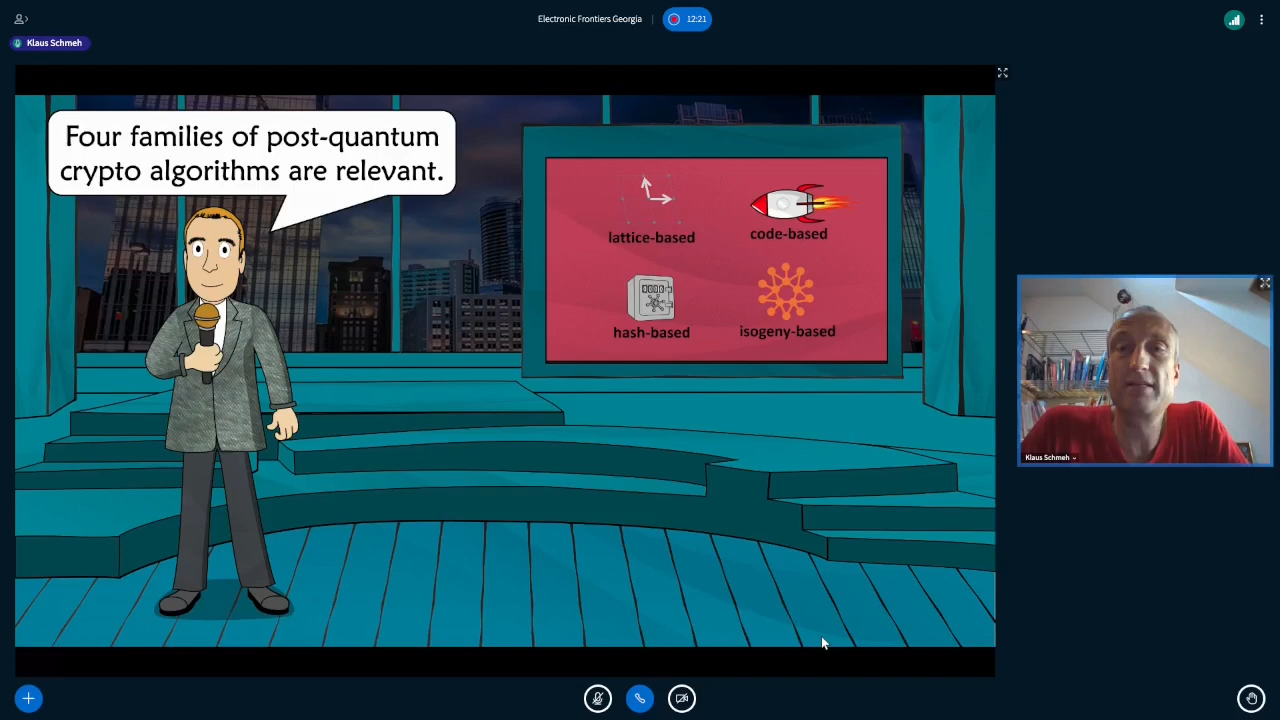 Electronic Frontiers Georgia
12:21
Klaus Schmeh
Four families of post-quantum
crypto algorithms are relevant.
lattice-based
code-based
hash-based
isogeny-based
Klaus Schmeh